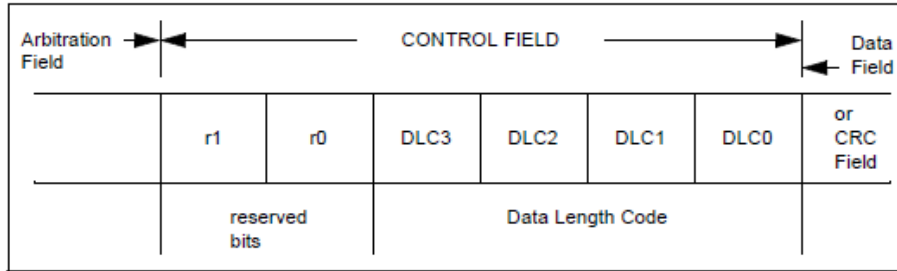 Arbitration
Field
CONTROL FIELD
Data
Field
r1
r0
DLC3
DLC2
DLC1
DLC0
or
CRC
Field
reserved
bits
Data Length Code